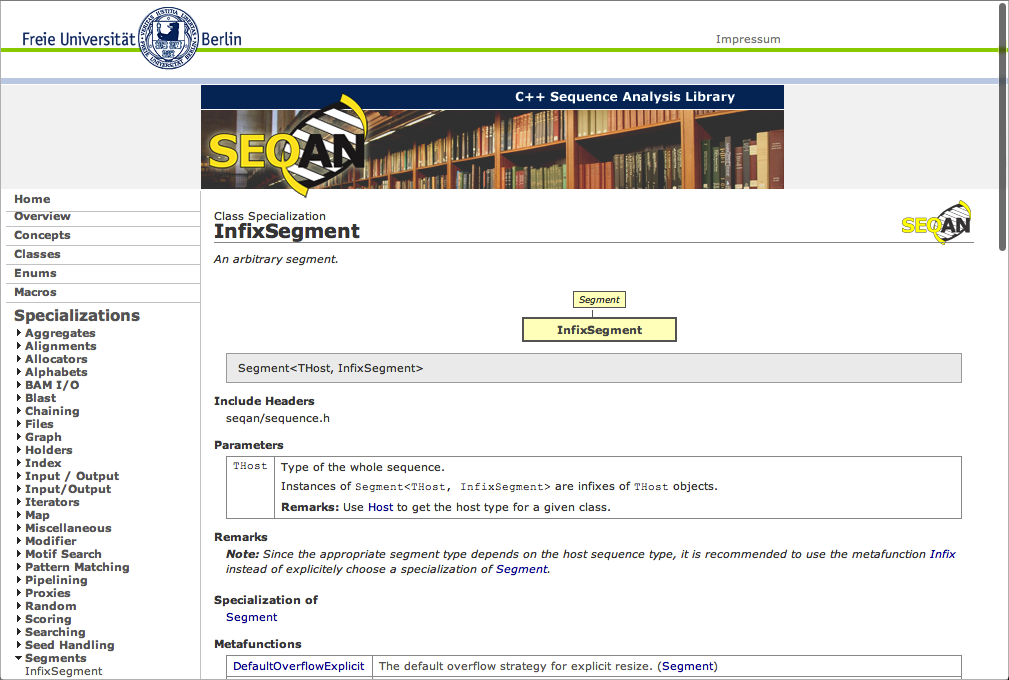 Freie Universität Berlin
Impressum
C++ Sequence Analysis Library
SEQAN
Home
Overview
Concepts
Classes
Enums
Macros
Specializations
Aggregates
Alignments
Allocators
Alphabets
BAM I/O
Blast
Chaining
Files
Graph
Holders
Index
Input / Output
Input/Output
Iterators
Map
Miscellaneous
Modifier
Motif Search
Pattern Matching
Pipelining
Proxies
Random
Scoring
Searching
Seed Handling
Segments
InfixSegment
Class Specialization
InfixSegment
SEQAN
An arbitrary segment.
Segment
InfixSegment
Segment<THost, InfixSegment>
Include Headers
seqan/sequence.h
Parameters
THost
Type of the whole sequence.
Instances of Segment<THost, InfixSegment> are infixes of THost objects.
Remarks: Use Host to get the host type for a given class.
Remarks
Note: Since the appropriate segment type depends on the host sequence type, it is recommended to use the metafunction Infix
instead of explicitely choose a specialization of Segment.
Specialization of
Segment
Metafunctions
DefaultOverflowExplicit The default overflow strategy for explicit resize. (Segment)